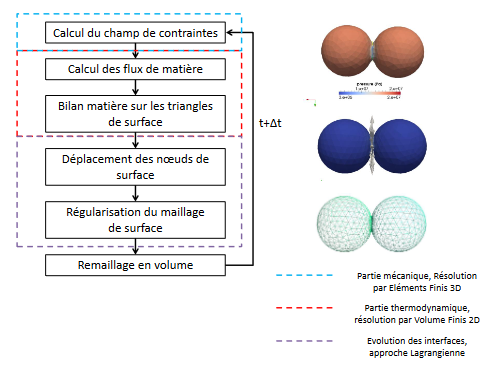 Calcul du champ de contraintes
Calcul des flux de matière
Bilan matière sur les triangles
de surface
Déplacement des nœuds de
surface
Régularisation du maillage
de surface
Remaillage en volume
t+Δt
pressure (Pa)
Partie mécanique, Résolution
par Eléments Finis 3D
Partie thermodynamique,
résolution par Volume Finis 2D
Evolution des interfaces,
approche Lagrangienne